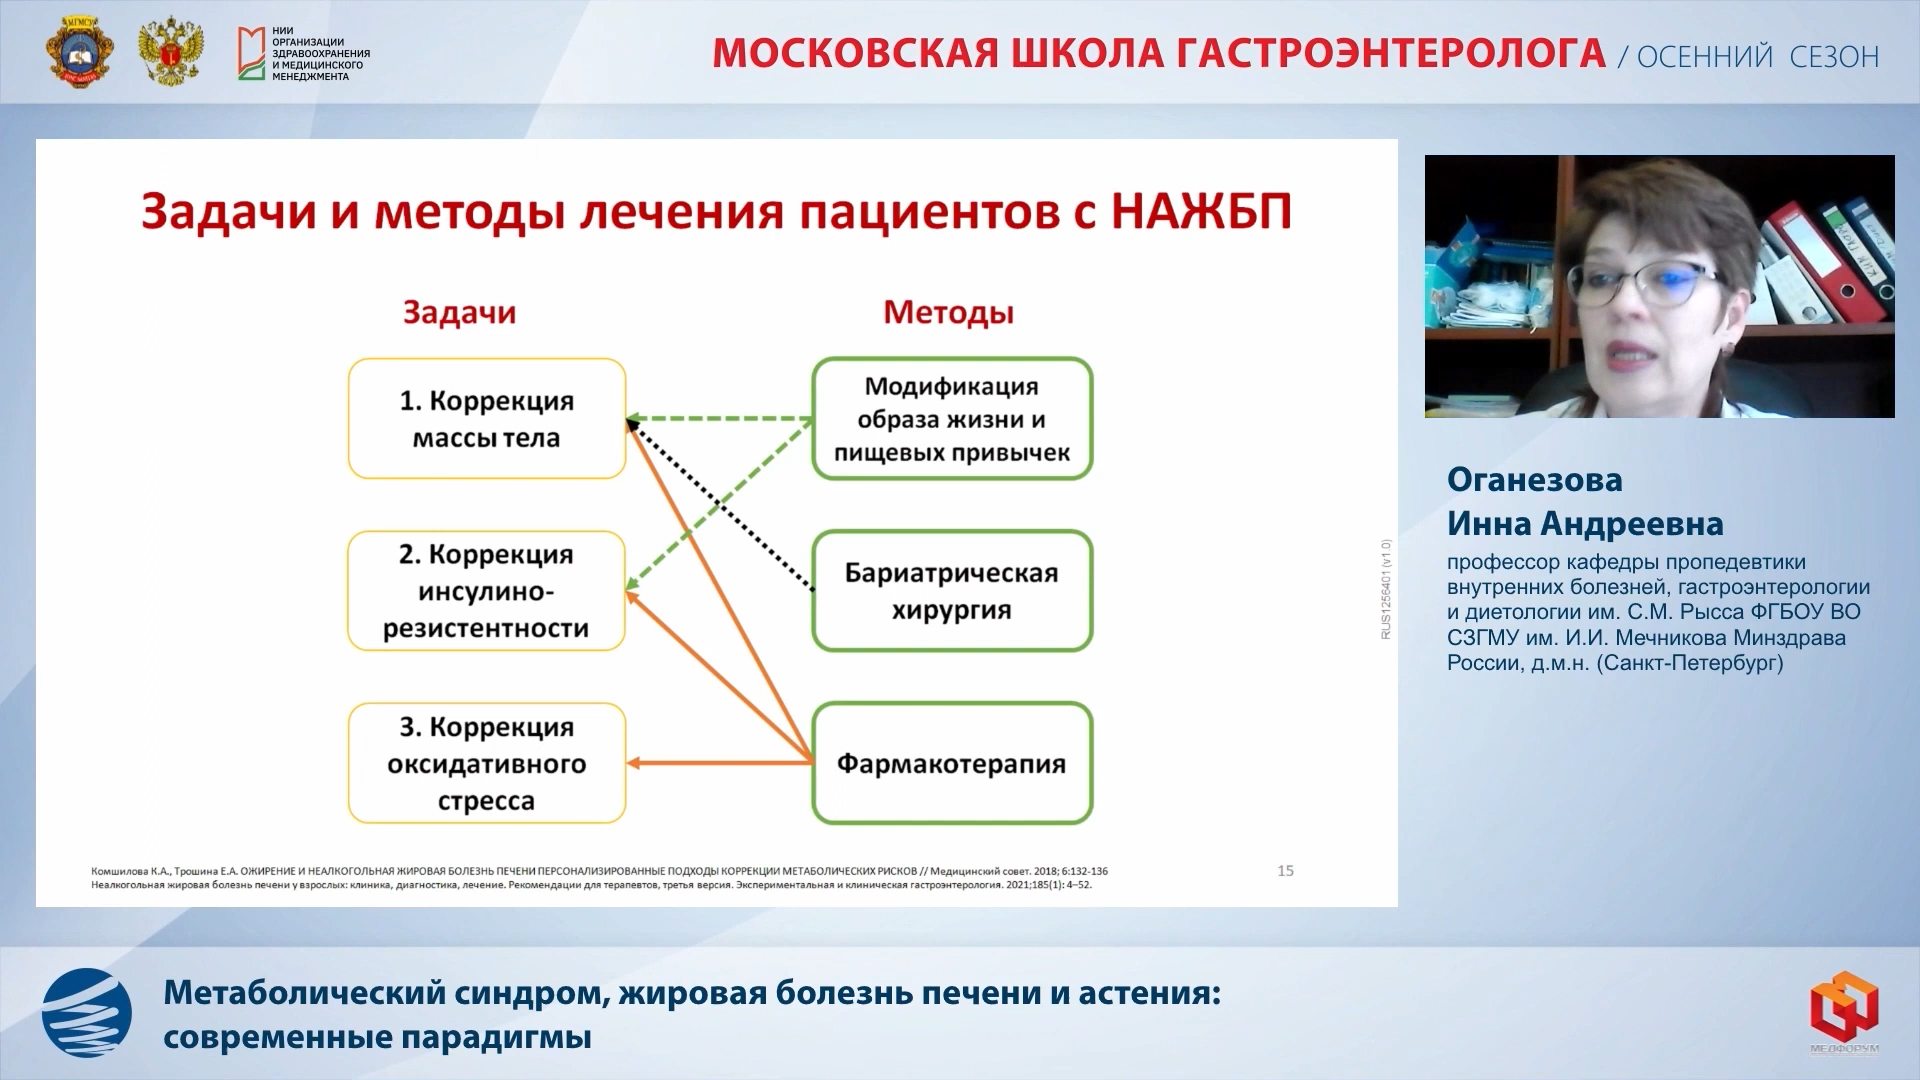 НИИ
ОРГАНИЗАЦИИ
ЗДРАВООХРАНЕНИЯ
И МЕДИЦИНСКОГО
МЕНЕДЖМЕНТА
МОСКОВСКАЯ ШКОЛА ГАСТРОЭНТЕРОЛОГА / ОСЕННИЙ СЕЗОН
Задачи и методы лечения пациентов с НАЖБП
Задачи
Методы
1. Коррекция
массы тела
Модификация
образа жизни и
пищевых привычек
2. Коррекция
инсулино-
резистентности
Бариатрическая
хирургия
3. Коррекция
оксидативного
стресса
Фармакотерапия
RUS1256401 (v1.0)
Комшилова К.А., Трошина Е.А. ОЖИРЕНИЕ И НЕАЛКОГОЛЬНАЯ ЖИРОВАЯ БОЛЕЗНЬ ПЕЧЕНИ ПЕРСОНАЛИЗИРОВАННЫЕ ПОДХОДЫ КОРРЕКЦИИ МЕТАБОЛИЧЕСКИХ РИСКОВ // Медицинский совет. 2018; 6:132-136
Неалкогольная жировая болезнь печени у взрослых: клиника, диагностика, лечение. Рекомендации для терапевтов, третья версия. Экспериментальная и клиническая гастроэнтерология. 2021;185(1): 4–52.
15
Оганезова
Инна Андреевна
профессор кафедры пропедевтики
внутренних болезней, гастроэнтерологии
и диетологии им. С.М. Рысса ФГБОУ ВО
СЗГМУ им. И.И. Мечникова Минздрава
России, д.м.н. (Санкт-Петербург)
Метаболический синдром, жировая болезнь печени и астения:
современные парадигмы
МЕДФОРУМ